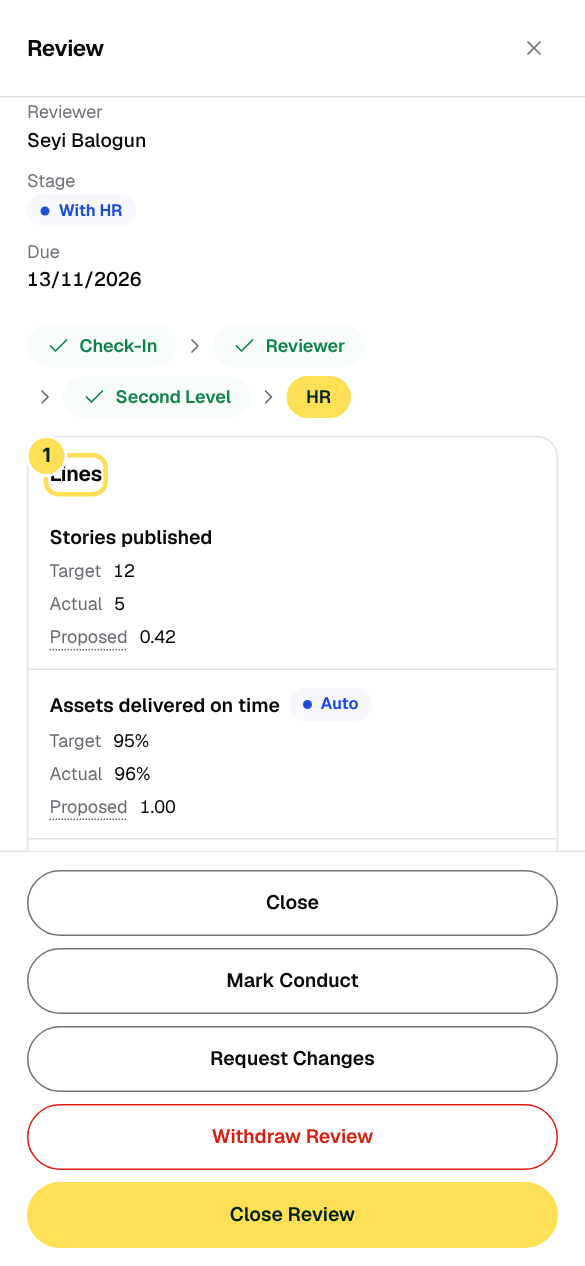 Review
Reviewer
Seyi Balogun
Stage
With HR
Due
13/11/2026
Check-In
Reviewer
Second Level
HR
1
Lines
Stories published
Target 12
Actual 5
Proposed 0.42
Assets delivered on time Auto
Target 95%
Actual 96%
Proposed 1.00
Close
Mark Conduct
Request Changes
Withdraw Review
Close Review